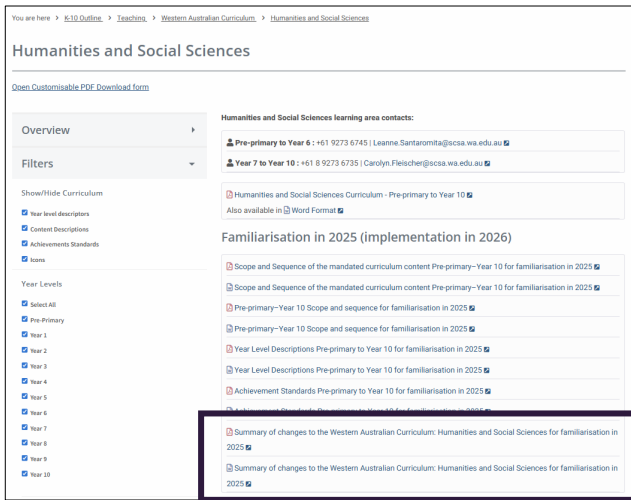 You are here > K-10 Outline > Teaching > Western Australian Curriculum > Humanities and Social Sciences
Humanities and Social Sciences
Open Customisable PDF Download form
Overview
Filters
Show/Hide Curriculum
Year level descriptors
Content Descriptions
Achievements Standards
Icons
Year Levels
Select All
Pre-Primary
Year 1
Year 2
Year 3
Year 4
Year 5
Year 6
Year 7
Year 8
Year 9
Year 10
Humanities and Social Sciences learning area contacts:
Pre-primary to Year 6 : +61 9273 6745 | Leanne.Santaromita@scsa.wa.edu.au
Year 7 to Year 10 : +61 8 9273 6735 | Carolyn.Fleischer@scsa.wa.edu.au
Humanities and Social Sciences Curriculum - Pre-primary to Year 10
Also available in Word Format
Familiarisation in 2025 (implementation in 2026)
Scope and Sequence of the mandated curriculum content Pre-primary–Year 10 for familiarisation in 2025
Scope and Sequence of the mandated curriculum content Pre-primary–Year 10 for familiarisation in 2025
Pre-primary–Year 10 Scope and sequence for familiarisation in 2025
Pre-primary–Year 10 Scope and sequence for familiarisation in 2025
Year Level Descriptions Pre-primary to Year 10 for familiarisation in 2025
Year Level Descriptions Pre-primary to Year 10 for familiarisation in 2025
Achievement Standards Pre-primary to Year 10 for familiarisation in 2025
Achievement Standards Pre-primary to Year 10 for familiarisation in 2025
Summary of changes to the Western Australian Curriculum: Humanities and Social Sciences for familiarisation in
2025
Summary of changes to the Western Australian Curriculum: Humanities and Social Sciences for familiarisation in
2025